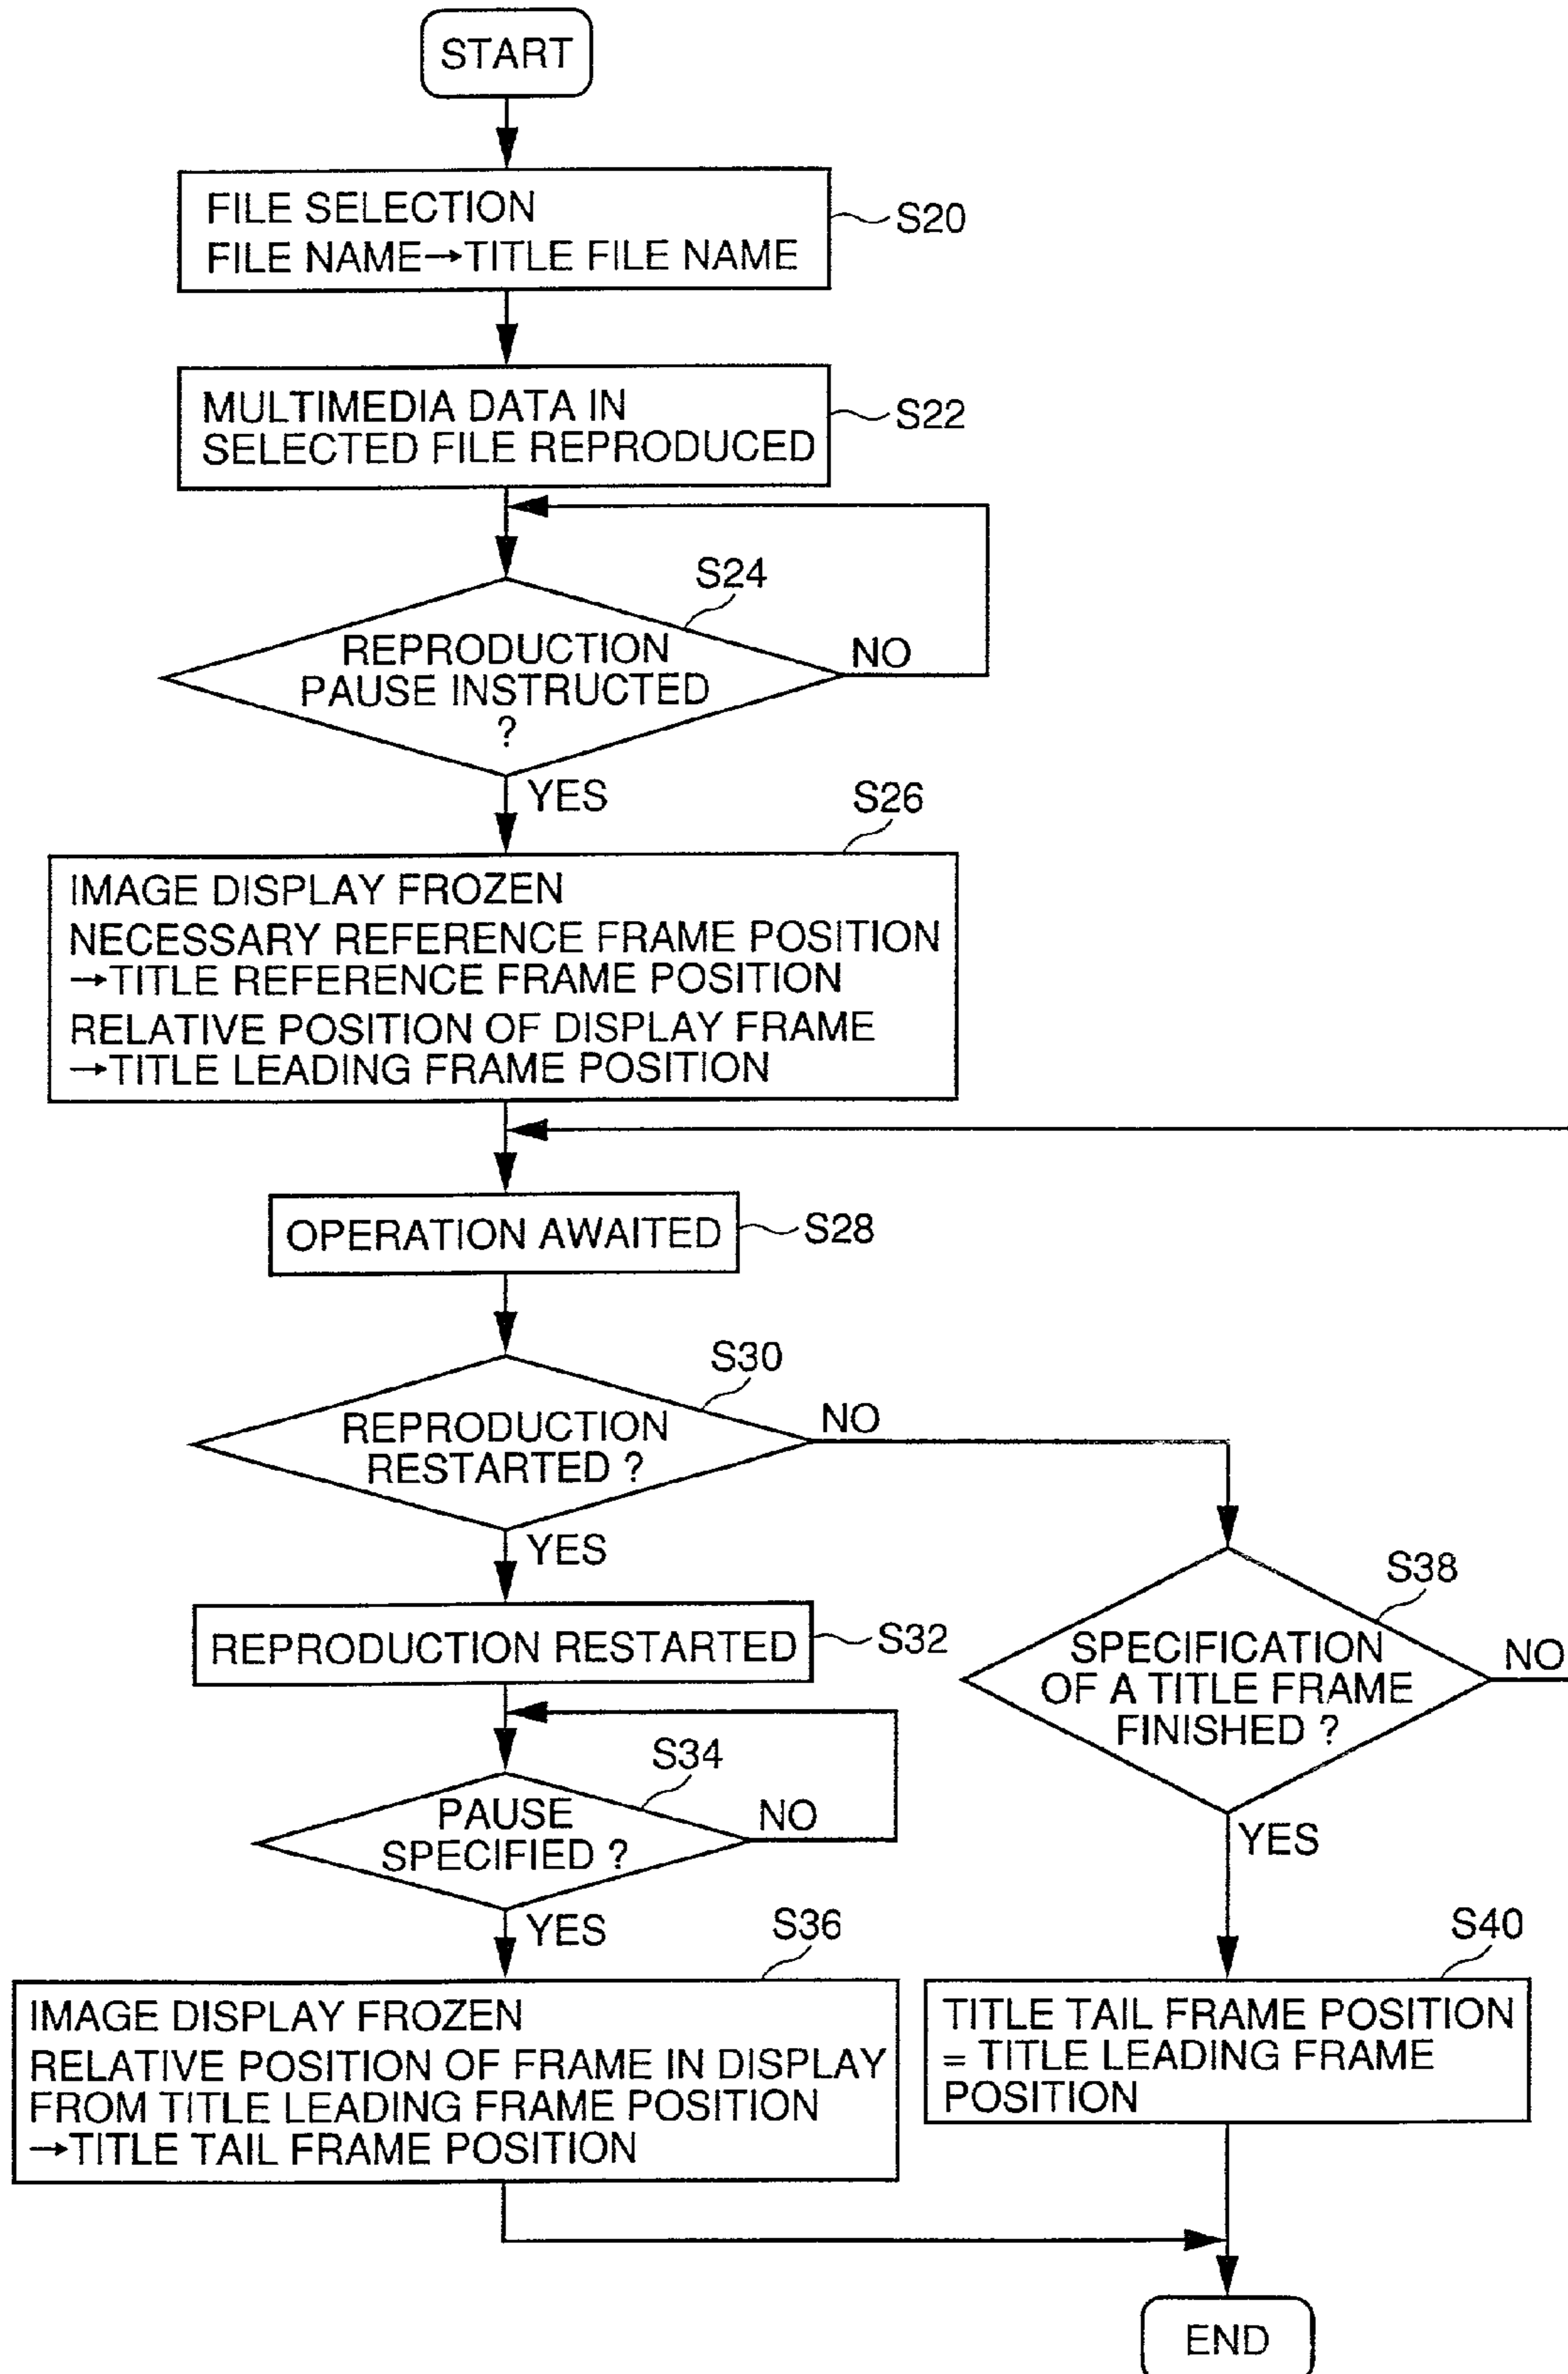 START
FILE SELECTION
FILE NAME→TITLE FILE NAME
S20
MULTIMEDIA DATA IN
SELECTED FILE REPRODUCED
S22
S24
REPRODUCTION
PAUSE INSTRUCTED
?
NO
YES
S26
IMAGE DISPLAY FROZEN
NECESSARY REFERENCE FRAME POSITION
→TITLE REFERENCE FRAME POSITION
RELATIVE POSITION OF DISPLAY FRAME
→TITLE LEADING FRAME POSITION
OPERATION AWAITED
S28
S30
REPRODUCTION
RESTARTED ?
NO
YES
REPRODUCTION RESTARTED
S32
S38
SPECIFICATION
OF A TITLE FRAME
FINISHED ?
NO
YES
S34
PAUSE
SPECIFIED ?
NO
YES
S36
IMAGE DISPLAY FROZEN
RELATIVE POSITION OF FRAME IN DISPLAY
FROM TITLE LEADING FRAME POSITION
→TITLE TAIL FRAME POSITION
S40
TITLE TAIL FRAME POSITION
= TITLE LEADING FRAME
POSITION
END